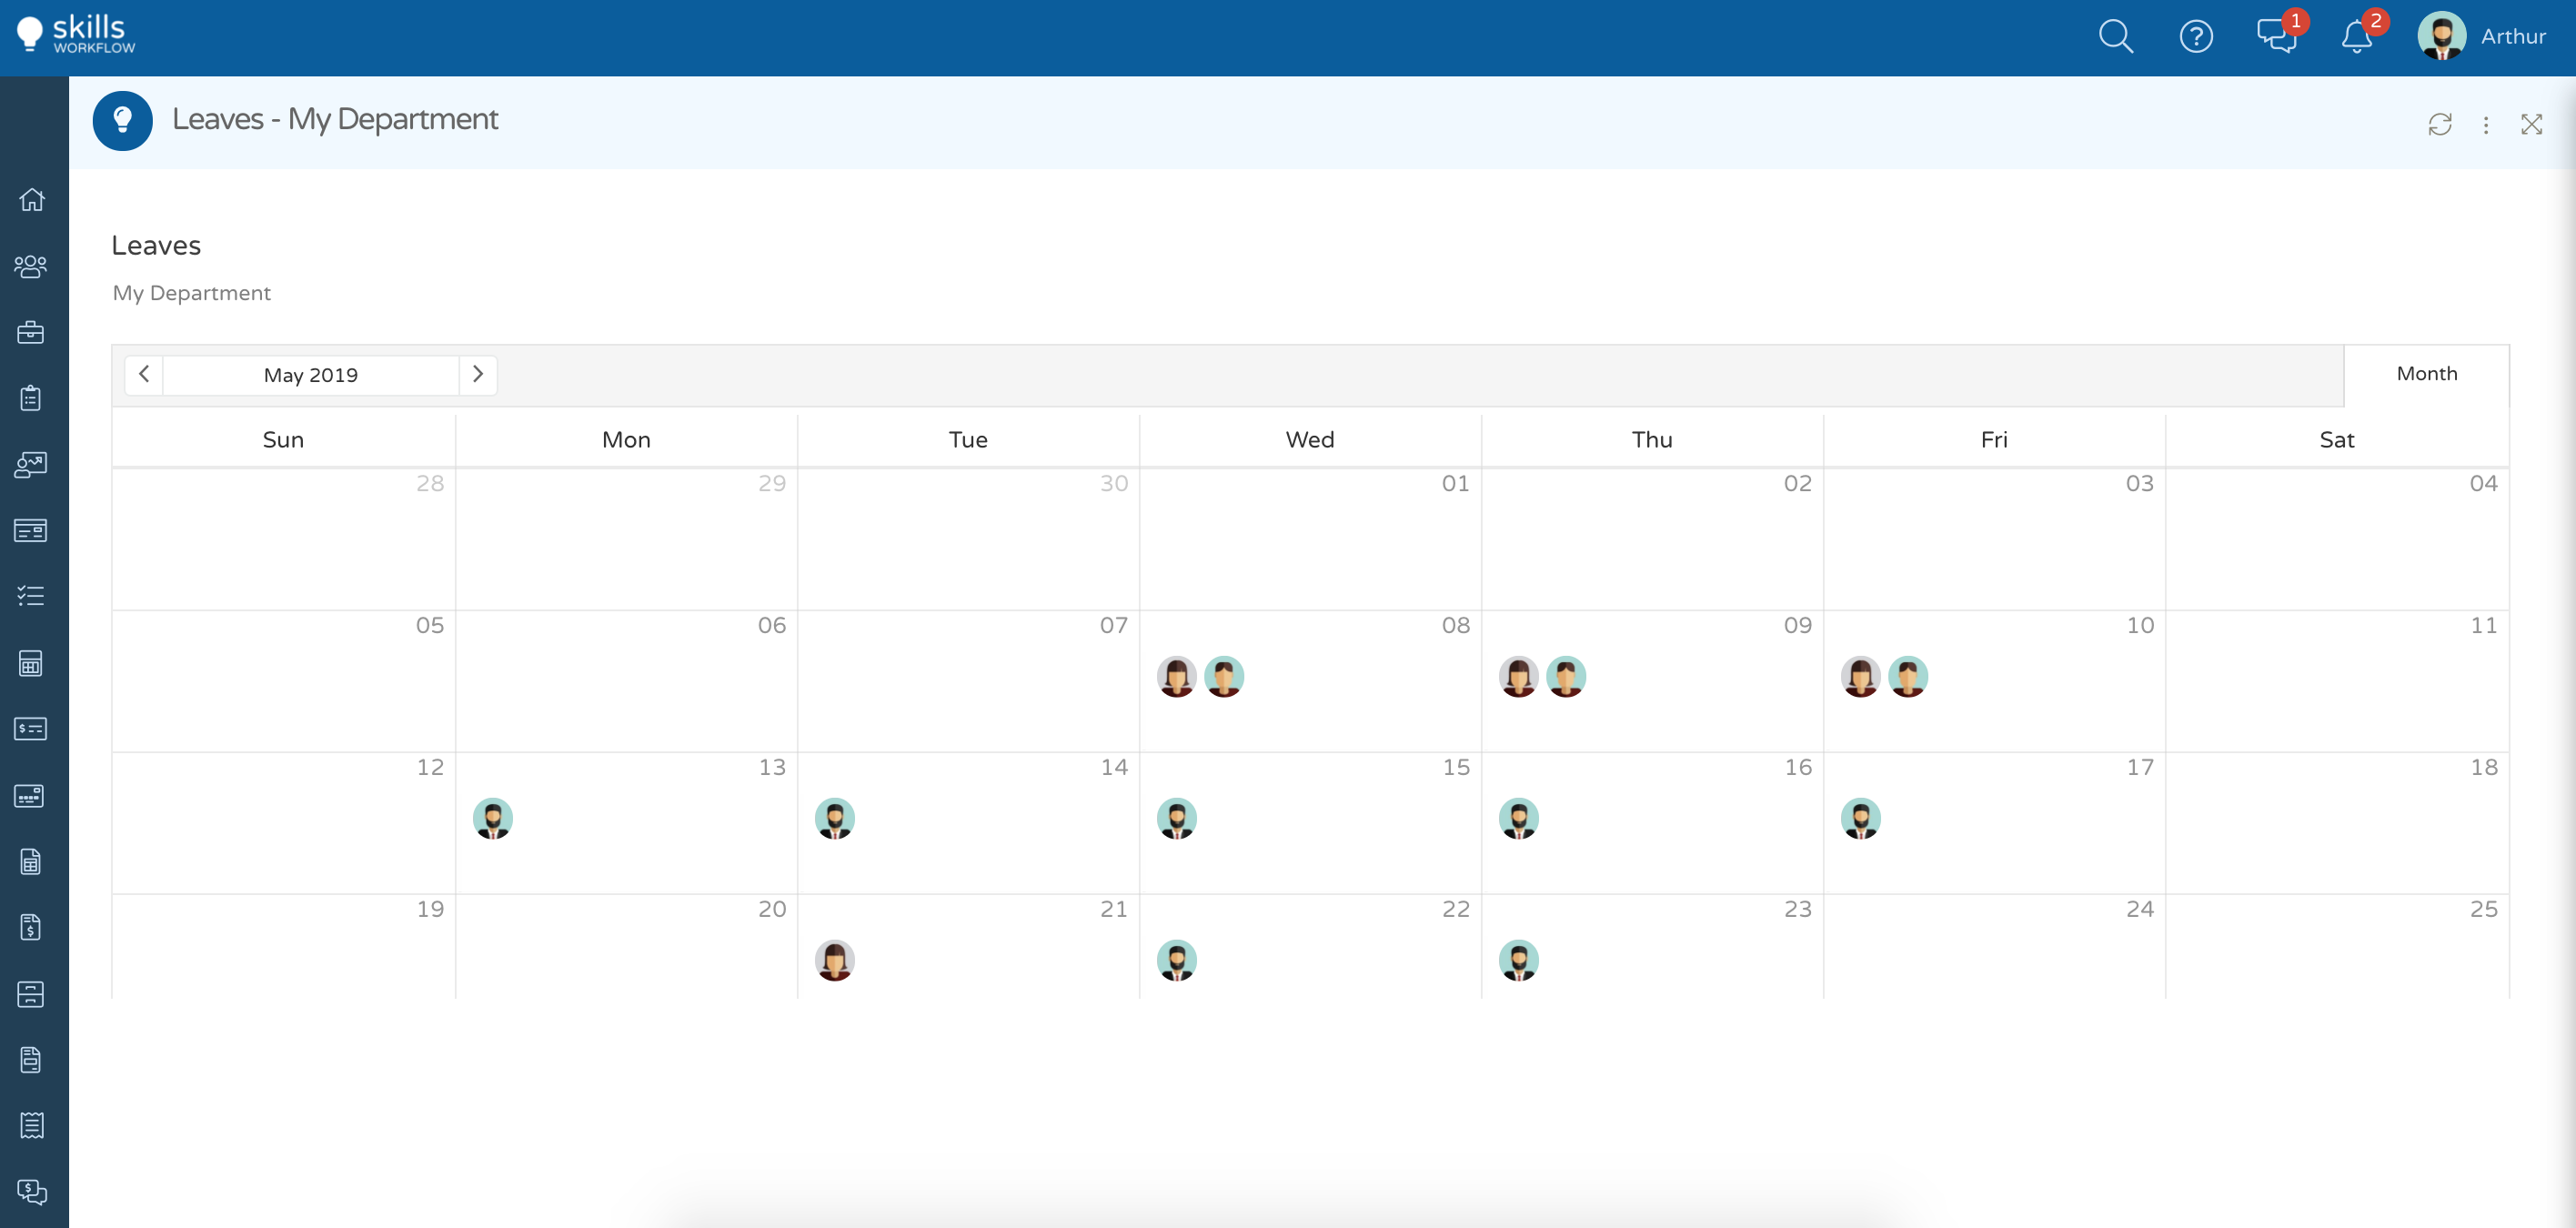 skills
WORKFLOW
1
2
Arthur
Leaves - My Department
Leaves
My Department
May 2019
Month
Sun Mon Tue Wed Thu Fri Sat
28 29 30 01 02 03 04
05 06 07 08 09 10 11
12 13 14 15 16 17 18
19 20 21 22 23 24 25